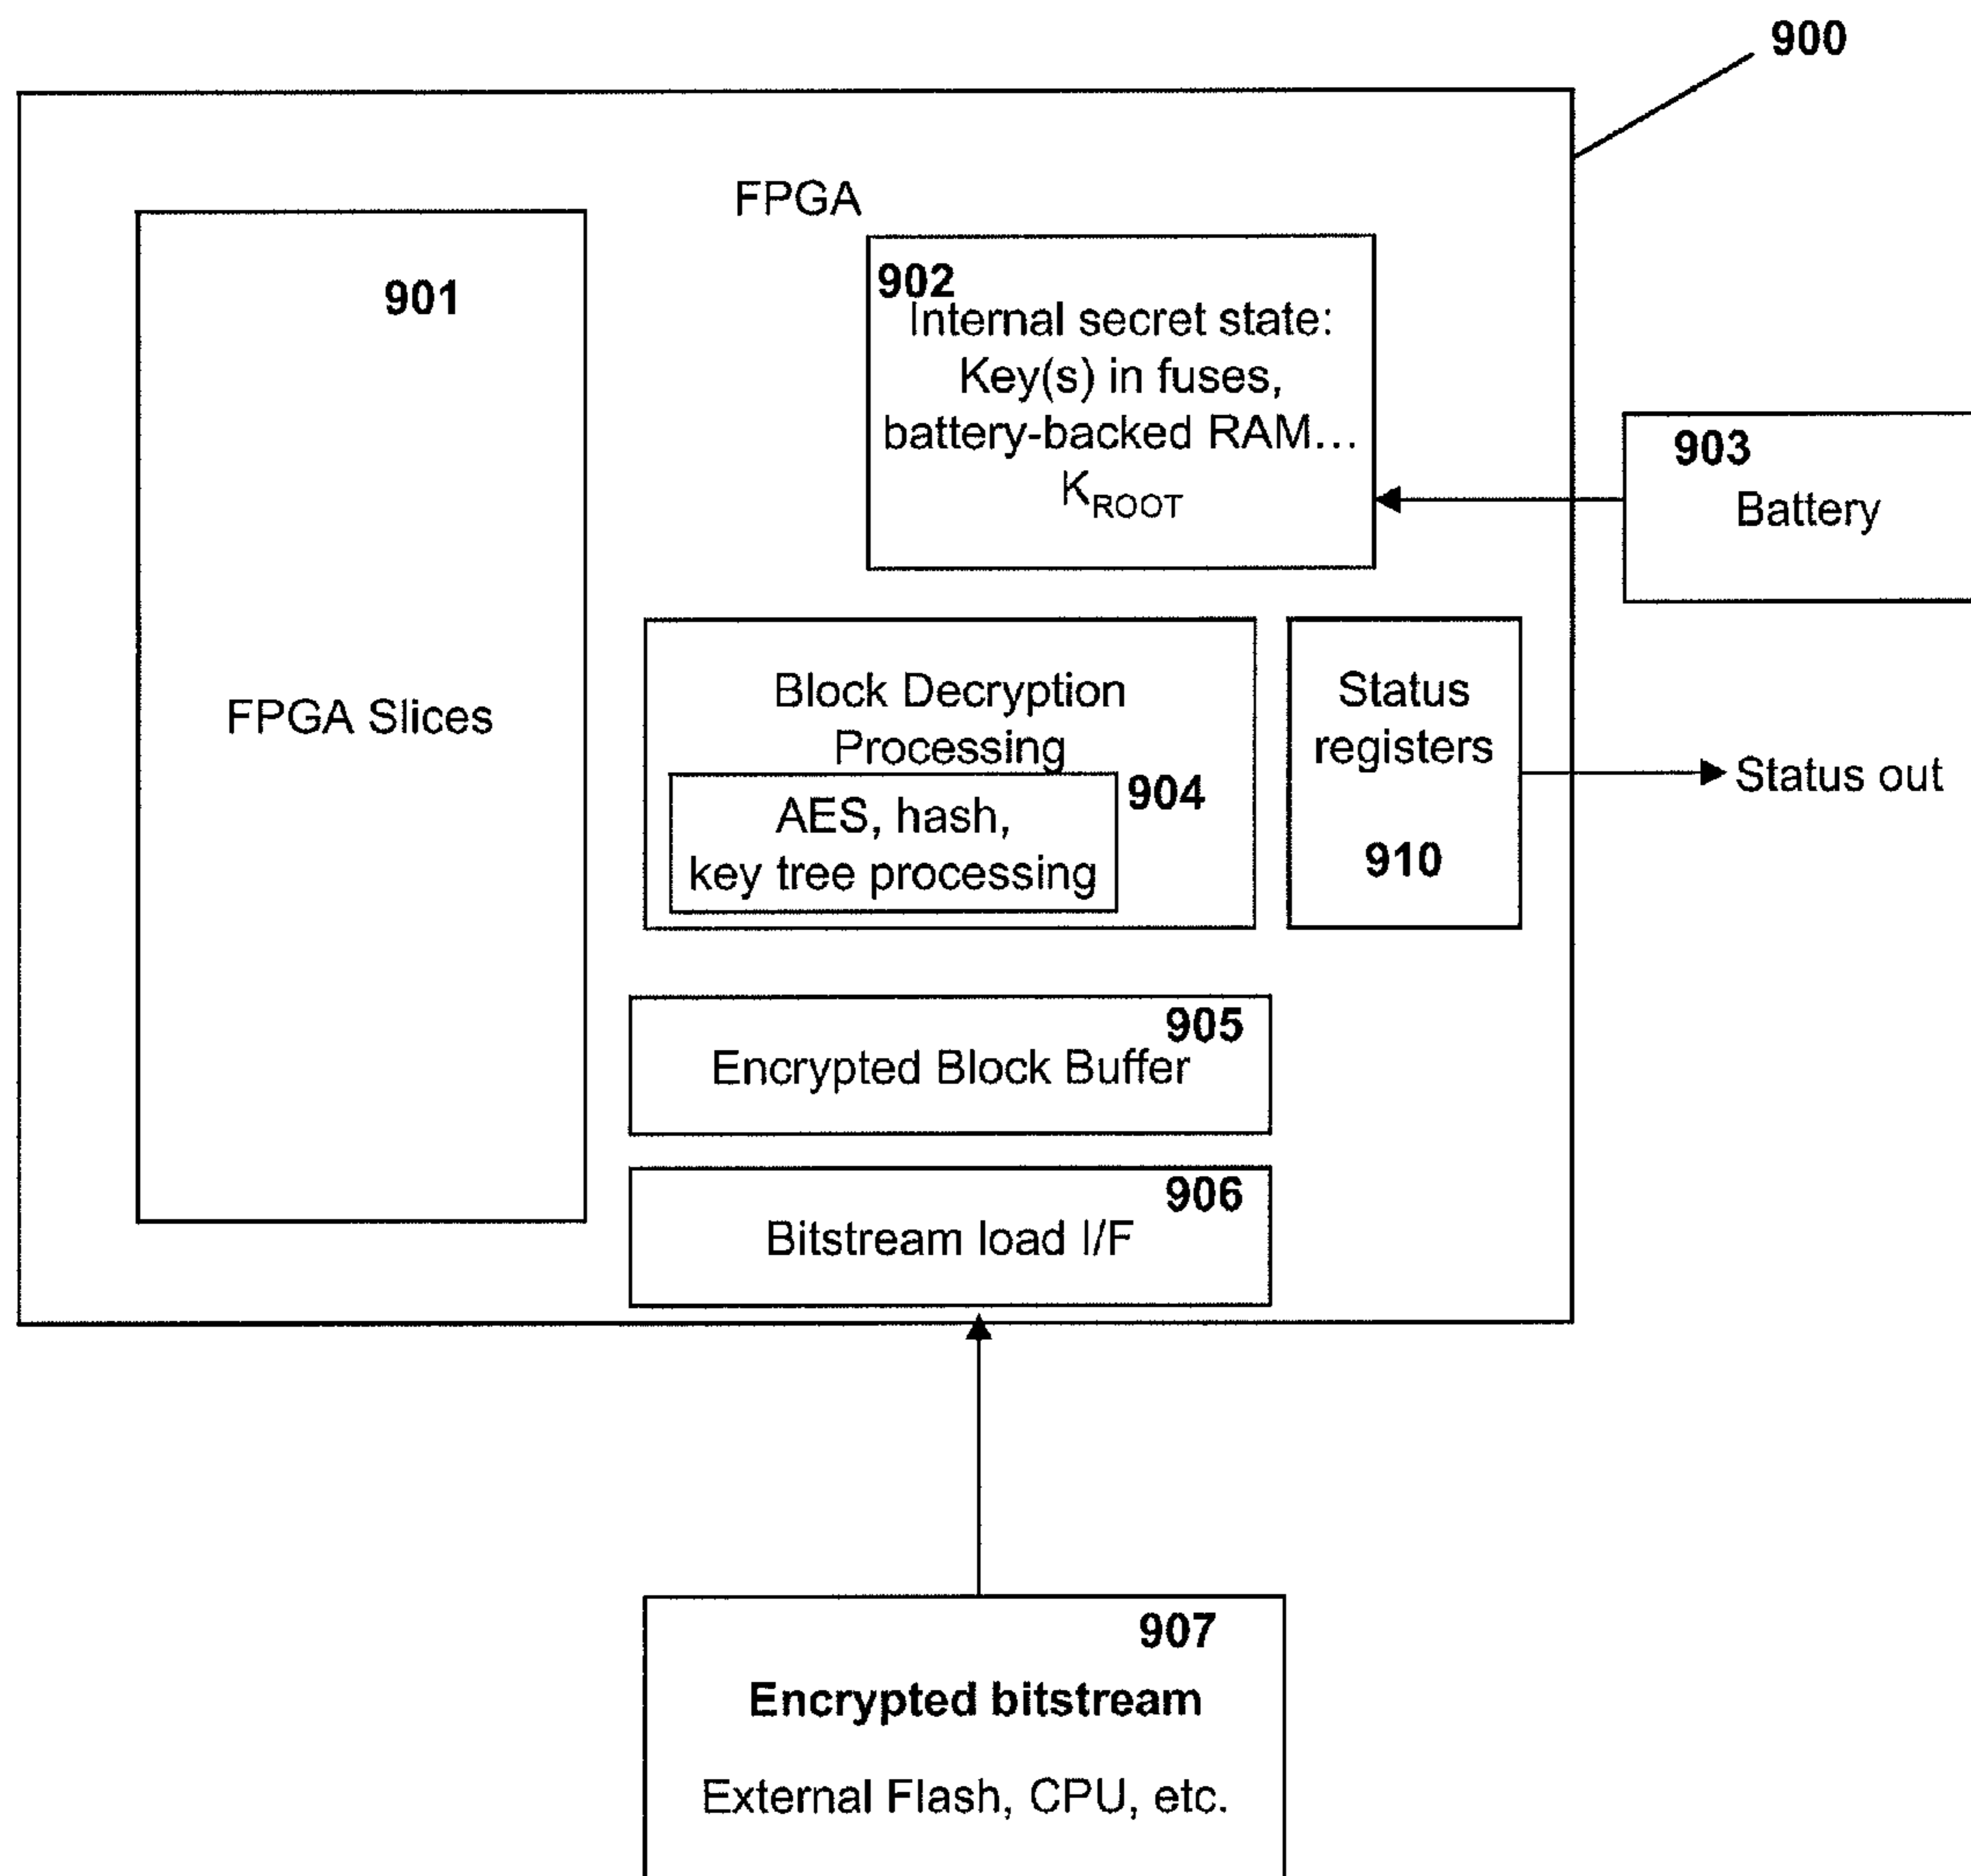 900
FPGA
901
FPGA Slices
902
Internal secret state:
Key(s) in fuses,
battery-backed RAM...
KROOT
903
Battery
Block Decryption
Processing
904
AES, hash,
key tree processing
Status
registers
910
Status out
905
Encrypted Block Buffer
906
Bitstream load I/F
907
Encrypted bitstream
External Flash, CPU, etc.